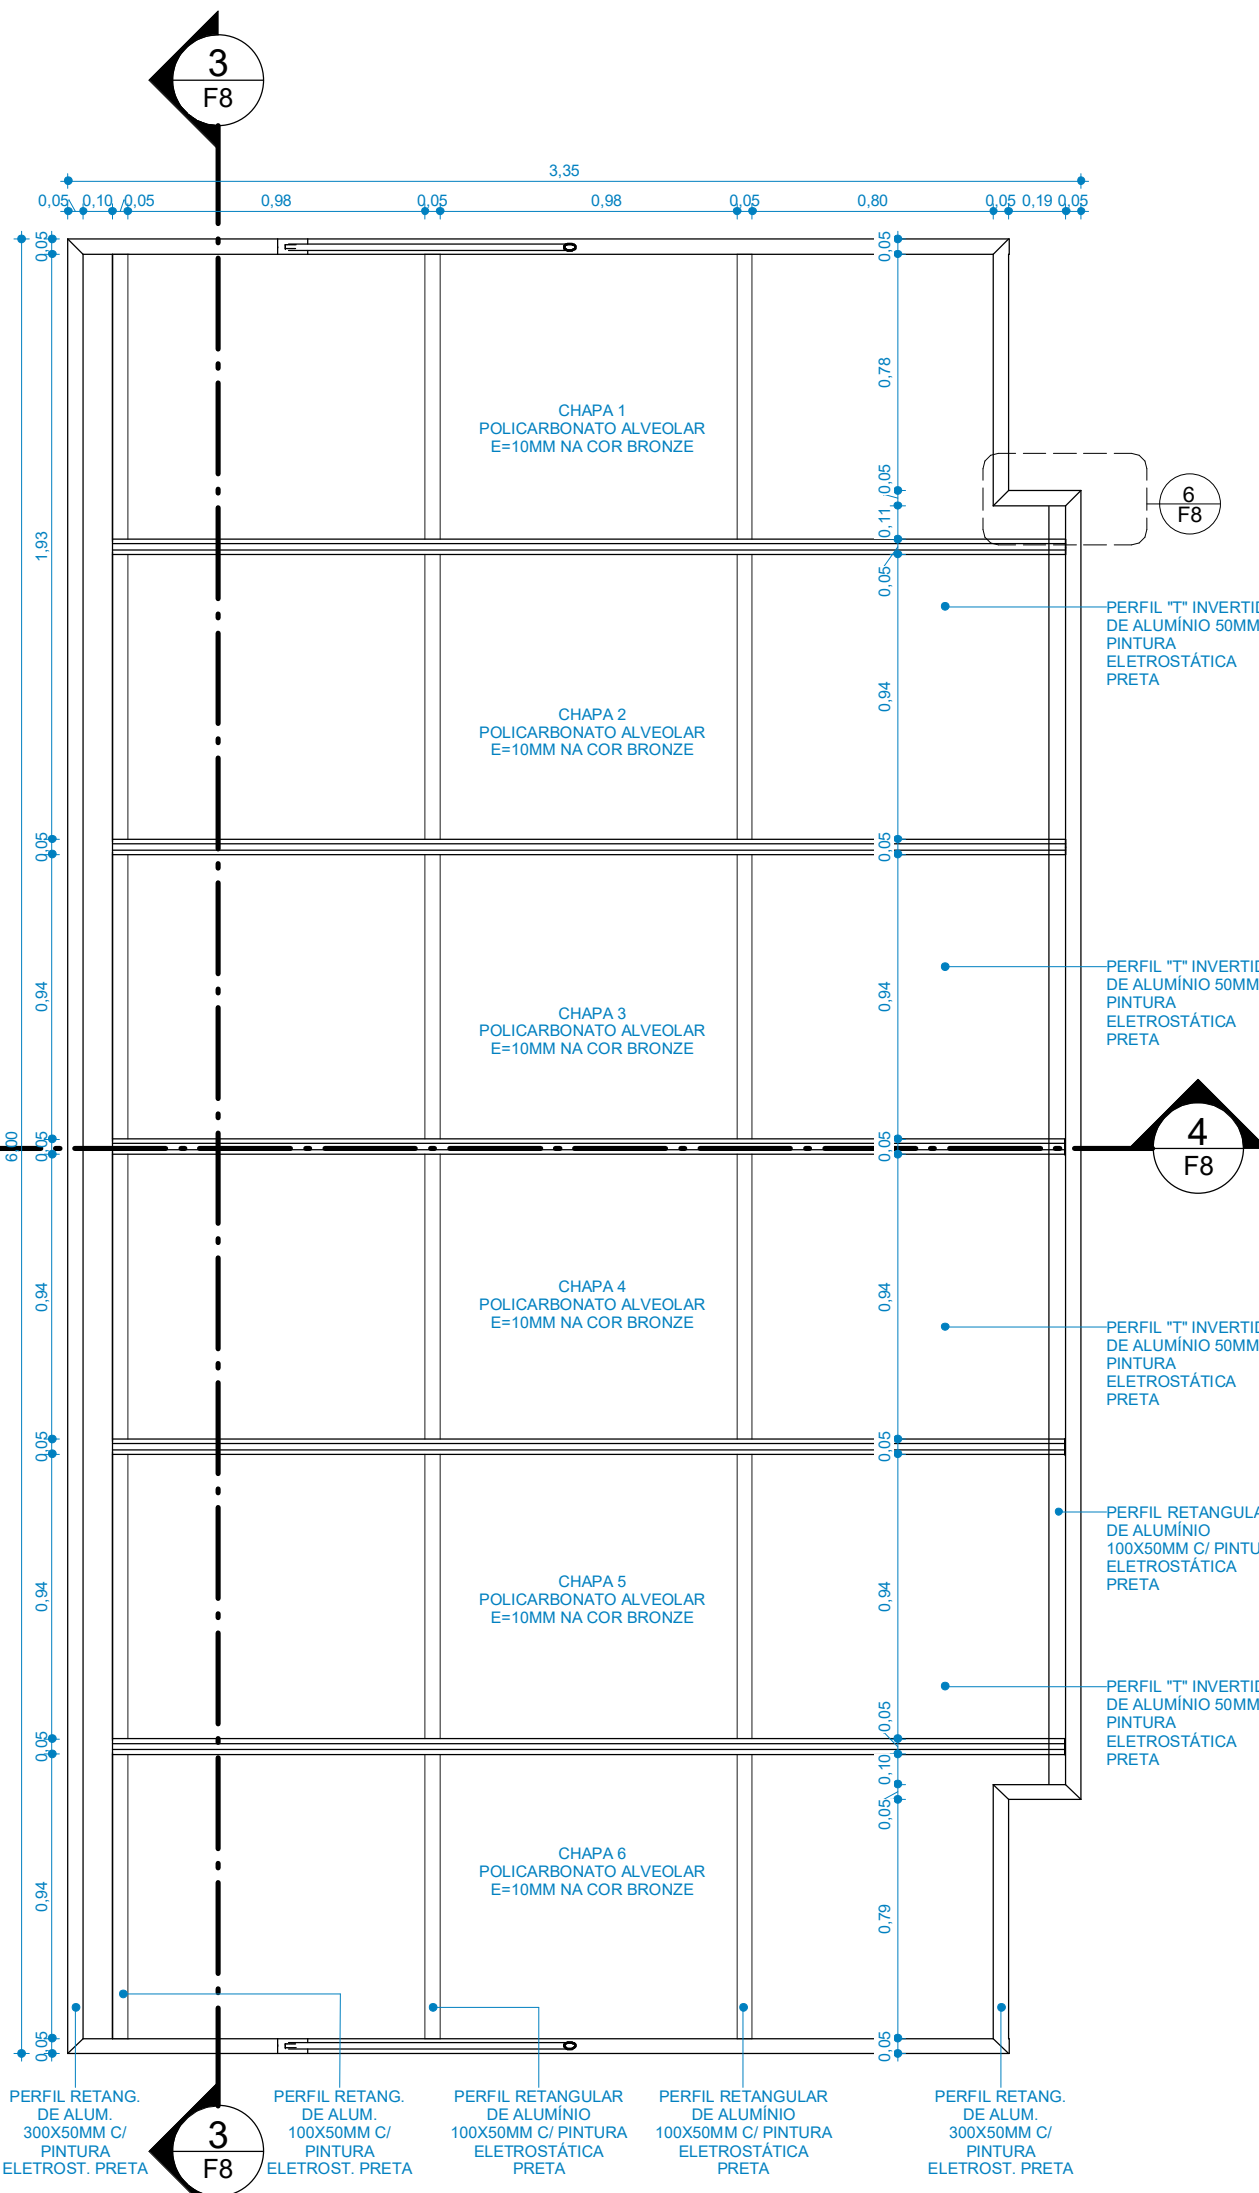 3
F8
3,35
0,05
0,10
0,05
0,98
0,05
0,98
0,05
0,80
0,05
0,19
0,05
0,05
0,05
0,78
CHAPA 1
POLICARBONATO ALVEOLAR
E=10MM NA COR BRONZE
0,05
6
F8
0,11
1,93
0,05
PERFIL "T" INVERTID
DE ALUMÍNIO 50MM
PINTURA
ELETROSTÁTICA
PRETA
0,94
CHAPA 2
POLICARBONATO ALVEOLAR
E=10MM NA COR BRONZE
0,05
0,05
PERFIL "T" INVERTID
DE ALUMÍNIO 50MM
PINTURA
ELETROSTÁTICA
PRETA
0,94
0,94
CHAPA 3
POLICARBONATO ALVEOLAR
E=10MM NA COR BRONZE
6,00
0,05
0,05
4
F8
0,94
0,94
CHAPA 4
POLICARBONATO ALVEOLAR
E=10MM NA COR BRONZE
PERFIL "T" INVERTID
DE ALUMÍNIO 50MM
PINTURA
ELETROSTÁTICA
PRETA
0,05
0,05
PERFIL RETANGULA
DE ALUMÍNIO
100X50MM C/ PINTU
ELETROSTÁTICA
PRETA
0,94
0,94
CHAPA 5
POLICARBONATO ALVEOLAR
E=10MM NA COR BRONZE
PERFIL "T" INVERTID
DE ALUMÍNIO 50MM
PINTURA
ELETROSTÁTICA
PRETA
0,05
0,05
0,10
0,05
CHAPA 6
POLICARBONATO ALVEOLAR
E=10MM NA COR BRONZE
0,94
0,79
0,05
0,05
PERFIL RETANG.
DE ALUM.
300X50MM C/
PINTURA
ELETROST. PRETA
3
F8
PERFIL RETANG.
DE ALUM.
100X50MM C/
PINTURA
ELETROST. PRETA
PERFIL RETANGULAR
DE ALUMÍNIO
100X50MM C/ PINTURA
ELETROSTÁTICA
PRETA
PERFIL RETANGULAR
DE ALUMÍNIO
100X50MM C/ PINTURA
ELETROSTÁTICA
PRETA
PERFIL RETANG.
DE ALUM.
300X50MM C/
PINTURA
ELETROST. PRETA